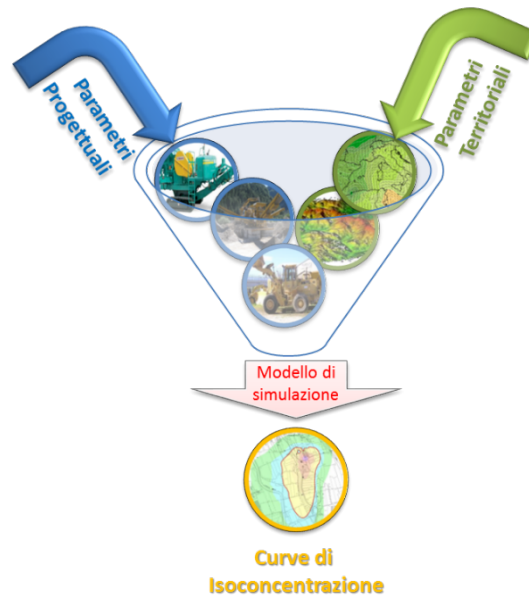 Parametri
Progettuali
Parametri
Territoriali
Modello di
simulazione
Curve di
Isoconcentrazione